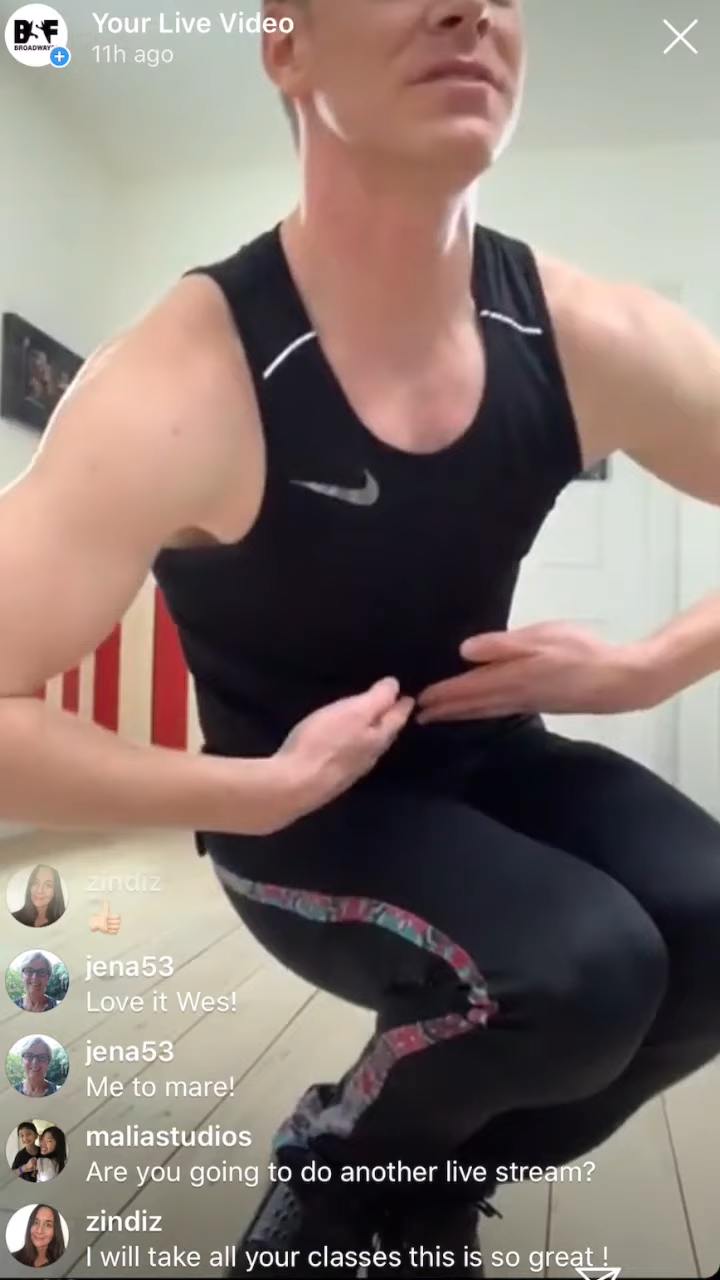 BSF
BROADWAY
Your Live Video
11h ago
zindiz
👍🏻
jena53
Love it Wes!
jena53
Me to mare!
maliastudios
Are you going to do another live stream?
zindiz
I will take all your classes this is so great !